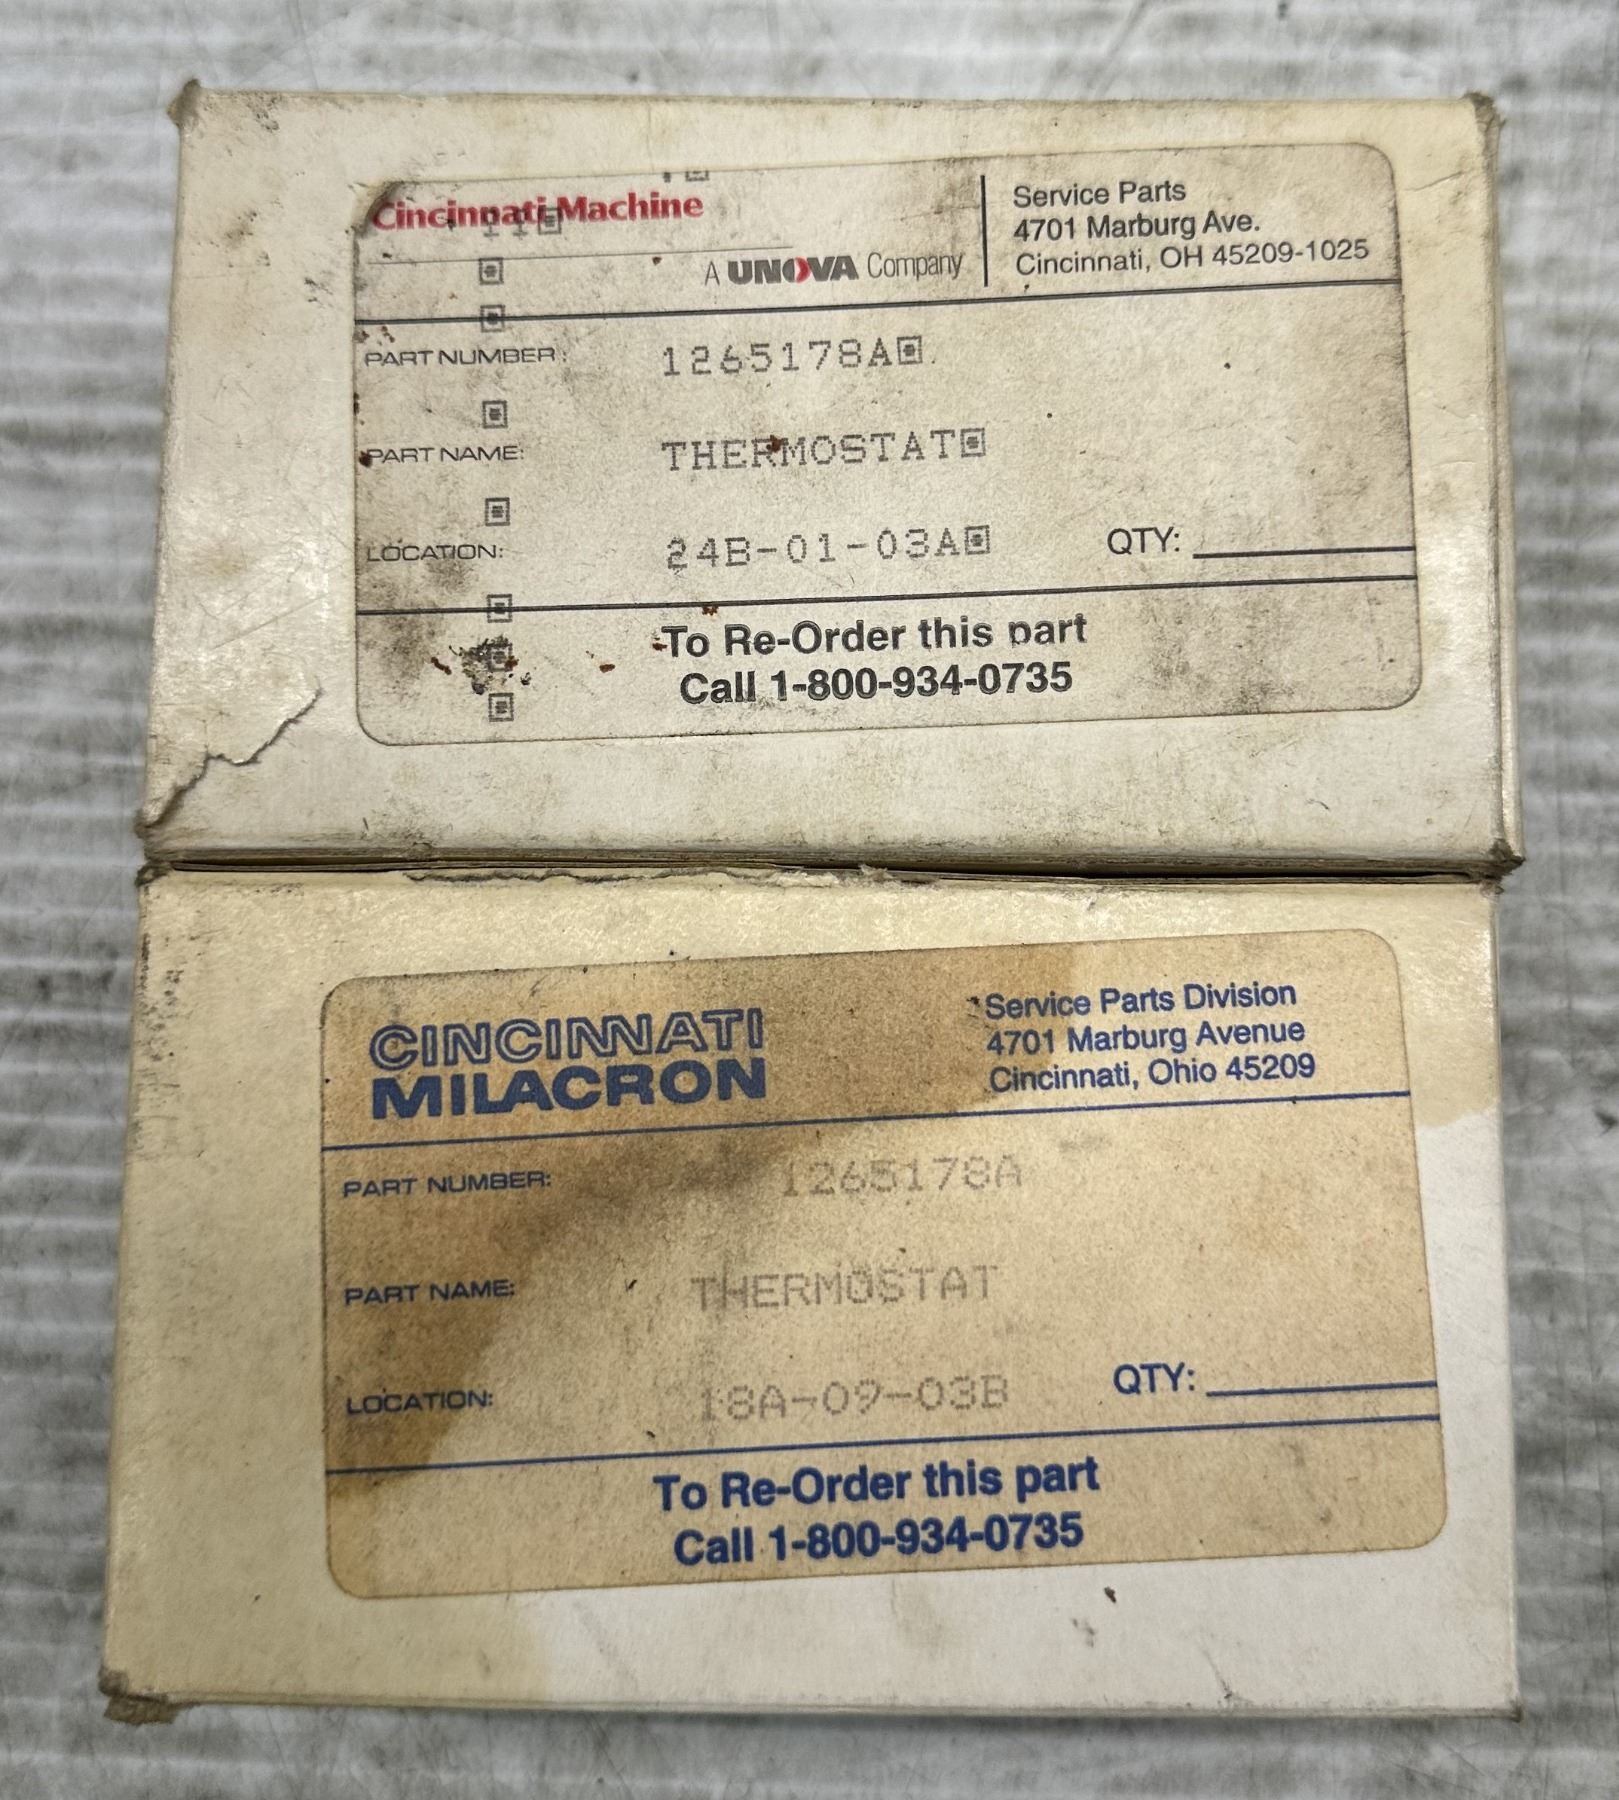 Cincinnati Machine
A UNOVA Company
Service Parts
4701 Marburg Ave.
Cincinnati, OH 45209-1025
PART NUMBER: 1265178A
PART NAME: THERMOSTAT
LOCATION: 24B-01-03A QTY:
To Re-Order this part
Call 1-800-934-0735
CINCINNATI
MILACRON
Service Parts Division
4701 Marburg Avenue
Cincinnati, Ohio 45209
PART NUMBER: 1265178A
PART NAME: THERMOSTAT
LOCATION: 18A-09-03B QTY:
To Re-Order this part
Call 1-800-934-0735